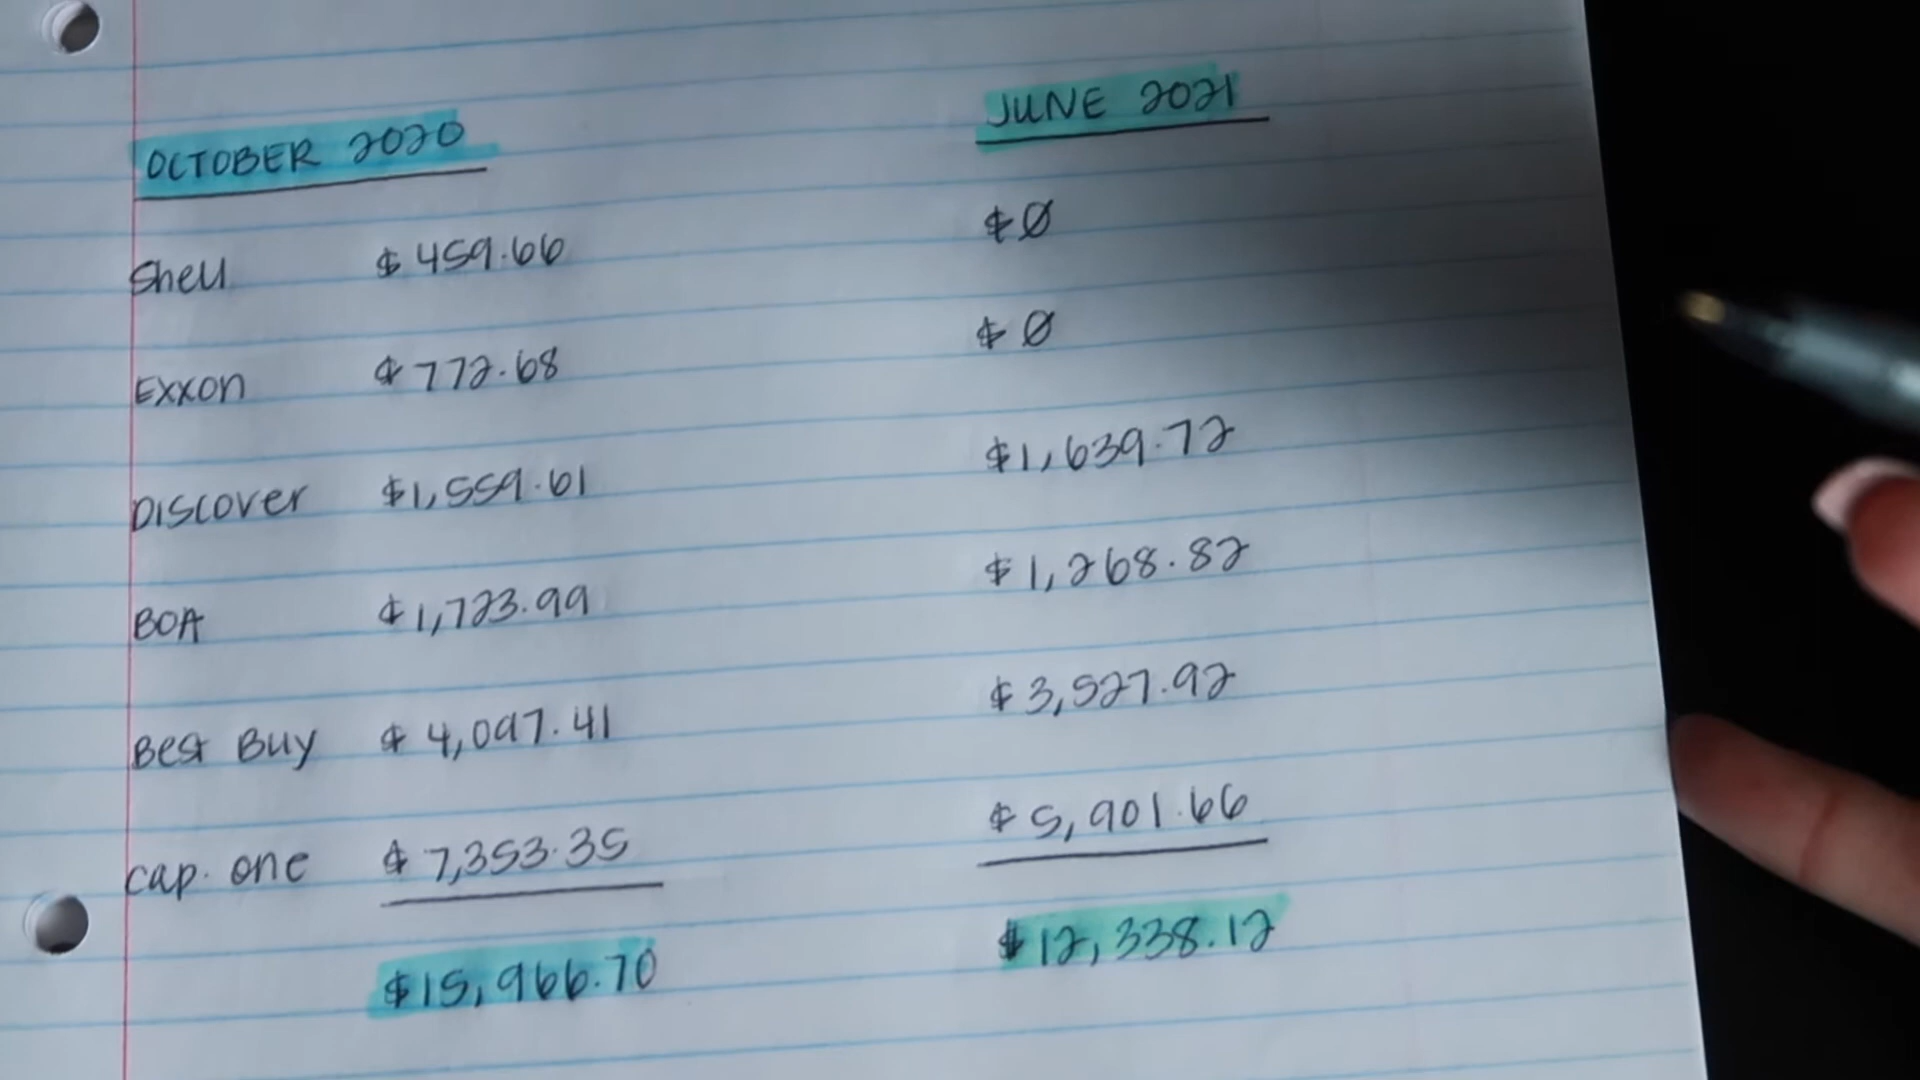 OCTOBER 2020 JUNE 2021
Shell $459.66 $0
Exxon $772.68 $0
Discover $1,559.61 $1,639.72
BOA $1,723.99 $1,268.82
Best Buy $4,097.41 $3,527.92
cap. one $7,353.35 $5,901.66
$15,966.70 $12,338.12